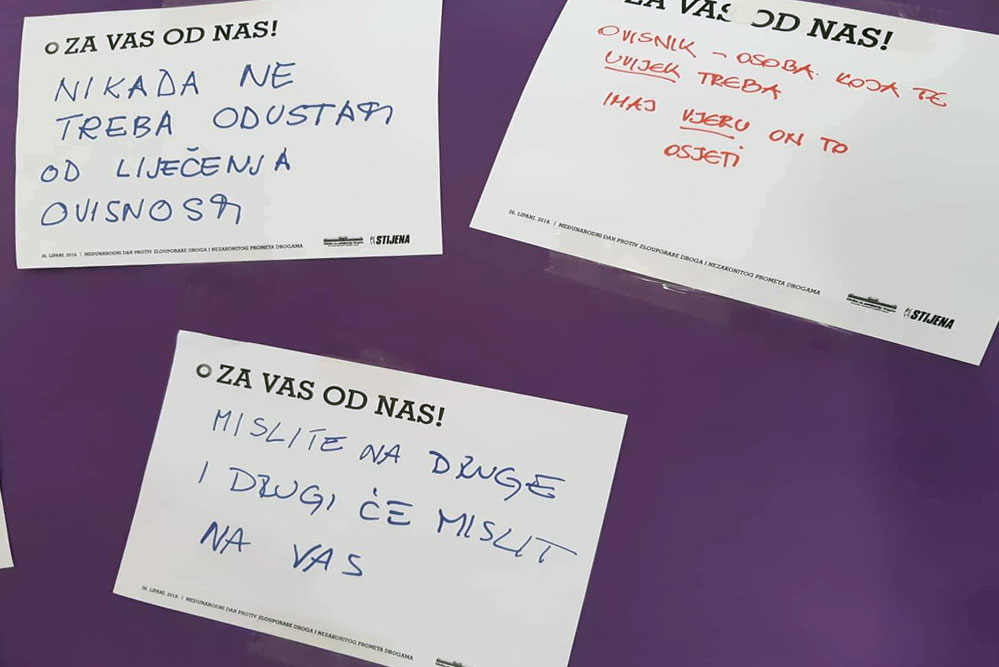 ZA VAS OD NAS!
NIKADA NE
TREBA ODUSTATI
OD LIJEČENJA
OVISNOSTI
26. LIPANJ, 2018. | MEĐUNARODNI DAN PROTIV ZLOUPORABE DROGA I NEZAKONITOG PROMETA DROGAMA
STIJENA
ZA VAS OD NAS!
OVISNIK – OSOBA KOJA TE
UVIJEK TREBA
IMAJ VJERU ON TO
OSJETI
26. LIPANJ, 2018. | MEĐUNARODNI DAN PROTIV ZLOUPORABE DROGA I NEZAKONITOG PROMETA DROGAMA
STIJENA
ZA VAS OD NAS!
MISLITE NA DRUGE
I DRUGI ĆE MISLIT
NA VAS
26. LIPANJ, 2018. | MEĐUNARODNI DAN PROTIV ZLOUPORABE DROGA I NEZAKONITOG PROMETA DROGAMA